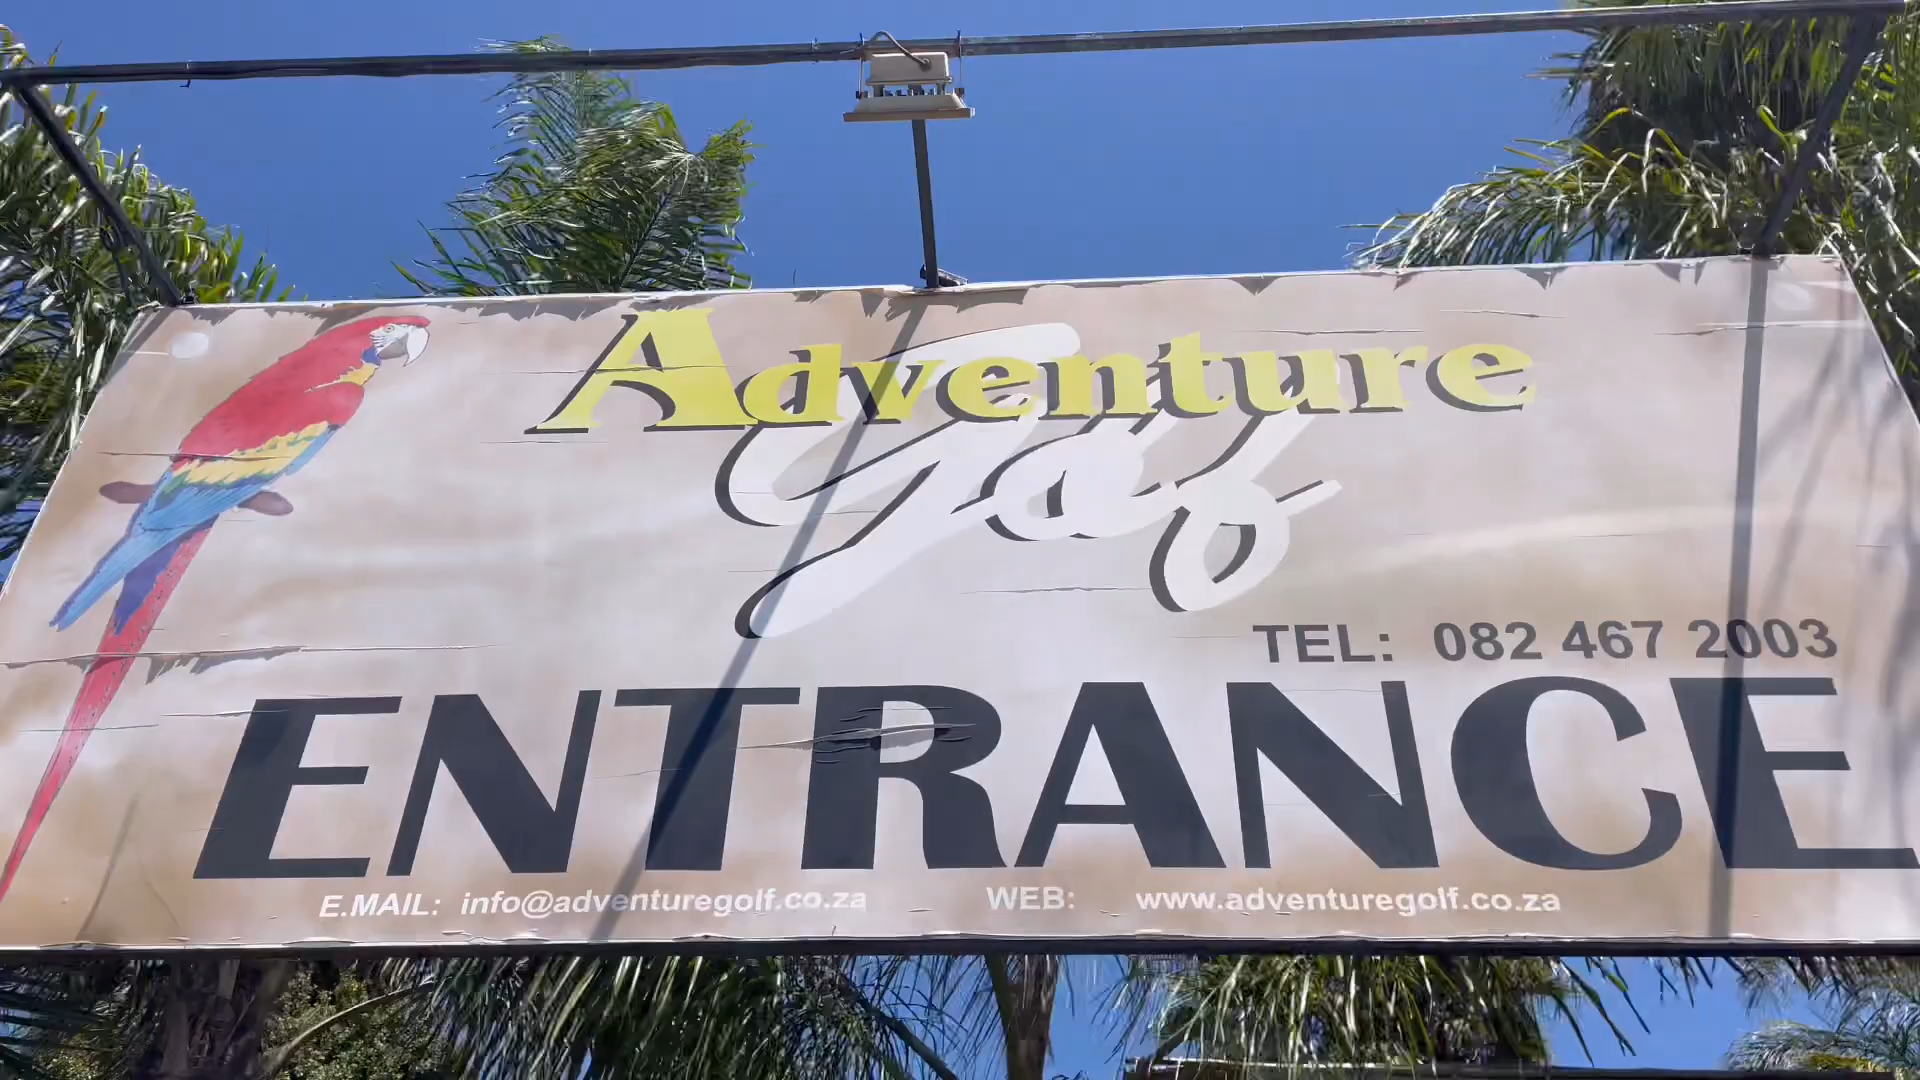 Adventure
Golf
TEL: 082 467 2003
ENTRANCE
E.MAIL: info@adventuregolf.co.za WEB: www.adventuregolf.co.za